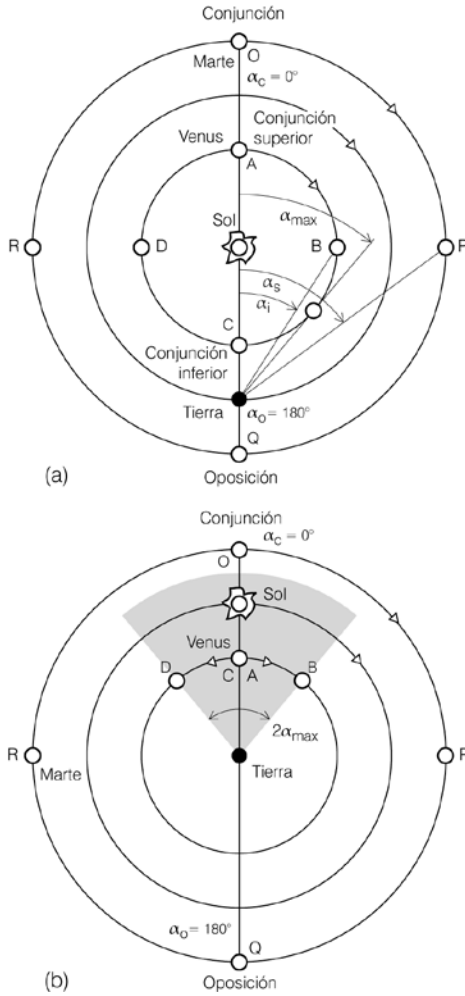 Conjunción
O
Marte
αc = 0°
Venus
Conjunción
superior
A
αmax
Sol
R
D
B
P
αs
αi
C
Conjunción
inferior
Tierra
αo = 180°
Q
(a)
Oposición
Conjunción
αc = 0°
O
Sol
Venus
D
C
A
B
2αmax
R
Marte
Tierra
P
αo = 180°
Q
(b)
Oposición